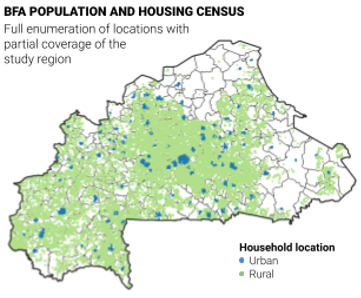 BFA POPULATION AND HOUSING CENSUS
Full enumeration of locations with
partial coverage of the
study region
Household location
Urban
Rural